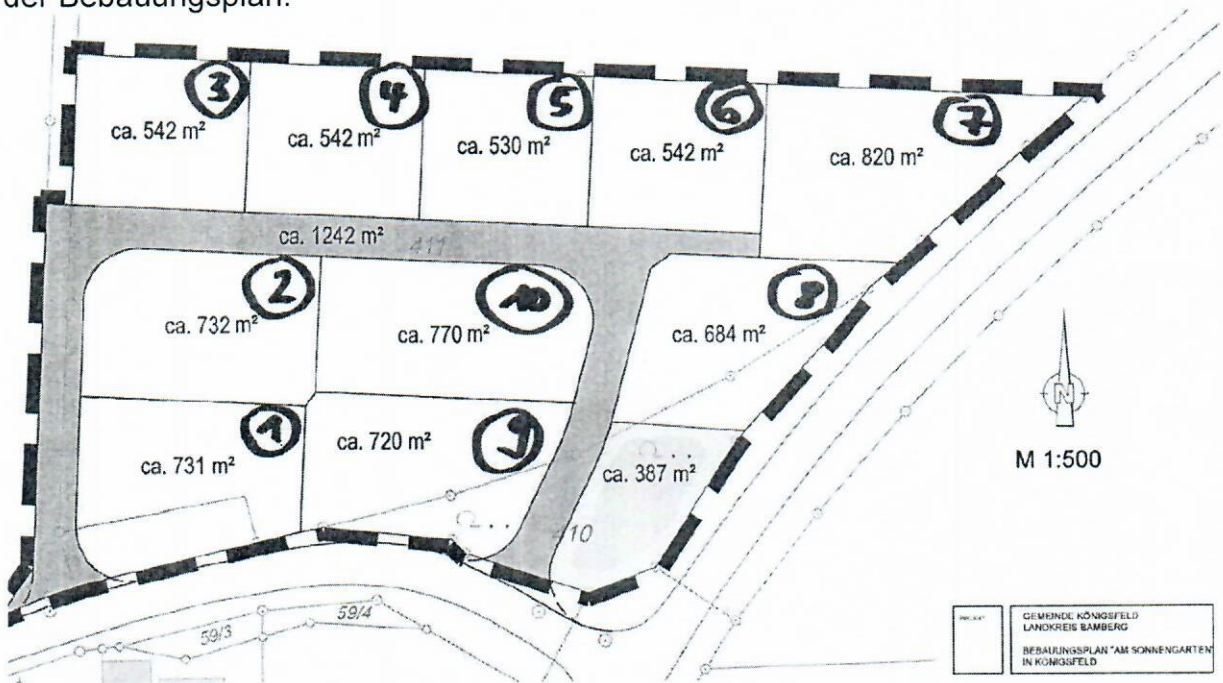 der Bebauungsplan.
3
ca. 542 m²
4
ca. 542 m²
5
ca. 530 m²
6
ca. 542 m²
7
ca. 820 m²
ca. 1242 m²
411
2
ca. 732 m²
10
ca. 770 m²
8
ca. 684 m²
1
ca. 731 m²
9
ca. 720 m²
ca. 387 m²
N
M 1:500
59/3
59/4
GEMEINDE KÖNIGSFELD
LANDKREIS BAMBERG
BEBAUUNGSPLAN "AM SONNENGARTEN"
IN KÖNIGSFELD